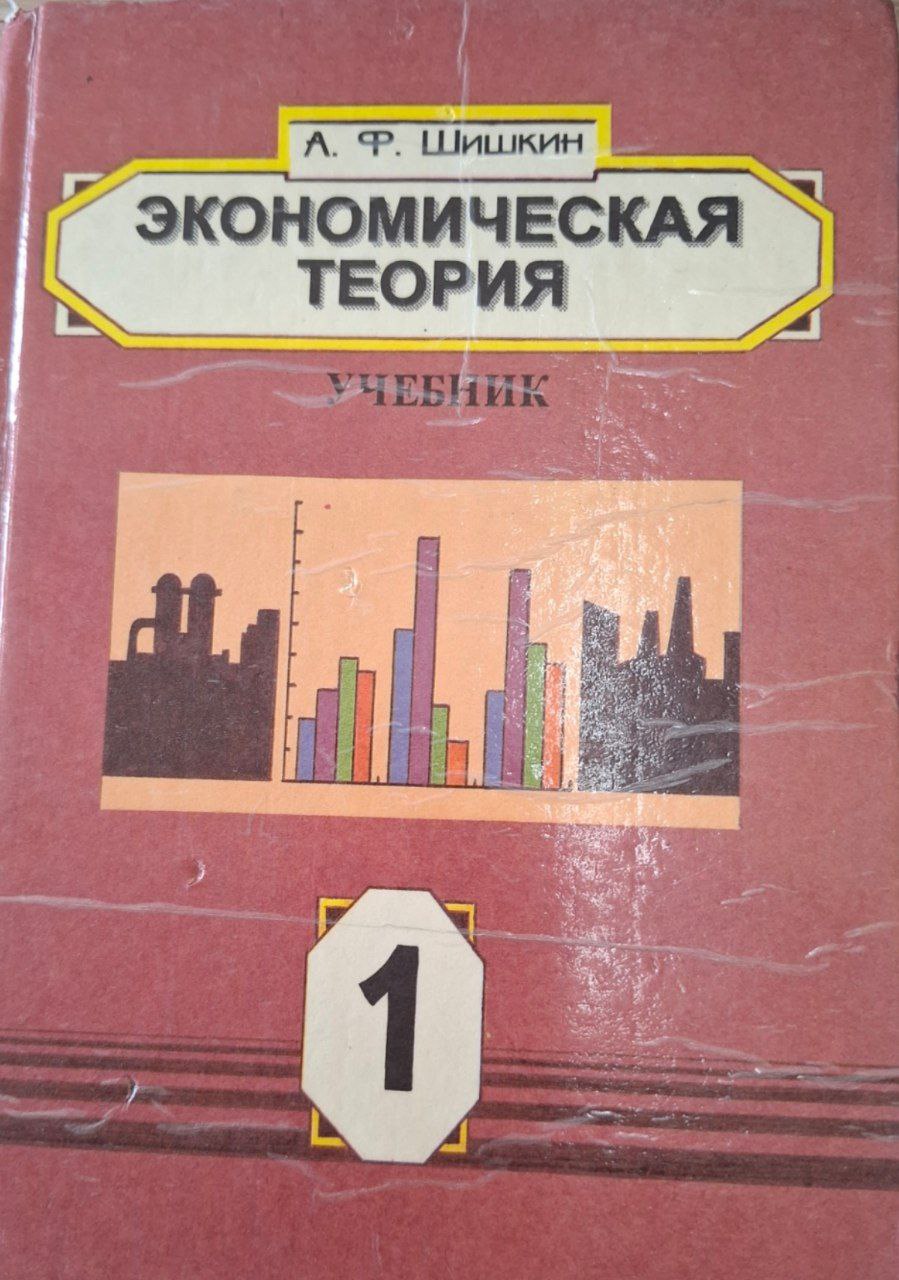 А. Ф. Шишкин
ЭКОНОМИЧЕСКАЯ
ТЕОРИЯ
УЧЕБНИК
1